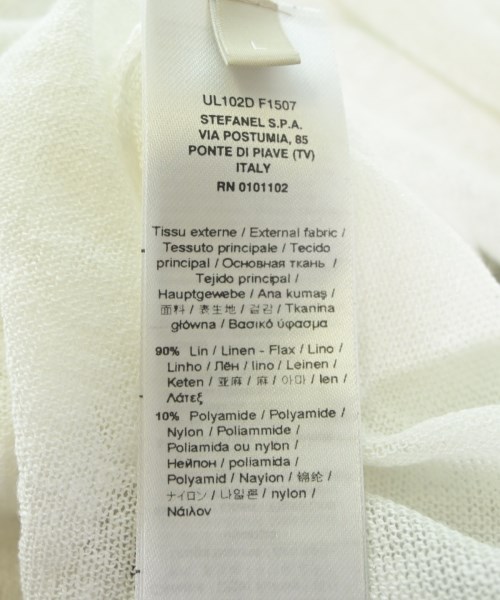 L
UL102D F1507
STEFANEL S.P.A.
VIA POSTUMIA, 85
PONTE DI PIAVE (TV)
ITALY
RN 0101102
Tissu externe / External fabric /
Tessuto principale / Tecido
principal / Основная ткань /
Tejido principal /
Hauptgewebe / Ana kumaş /
面料 / 表生地 / 겉감 / Tkanina
główna / Βασικό ύφασμα
90% Lin / Linen - Flax / Lino /
Linho / Лён / lino / Leinen /
Keten / 亚麻 / 麻 / 아마 / len /
Λάτεξ
10% Polyamide / Polyamide /
Nylon / Poliammide /
Poliamida ou nylon /
Нейлон / poliamida /
Polyamid / Naylon / 锦纶 /
ナイロン / 나일론 / nylon /
Νάιλον